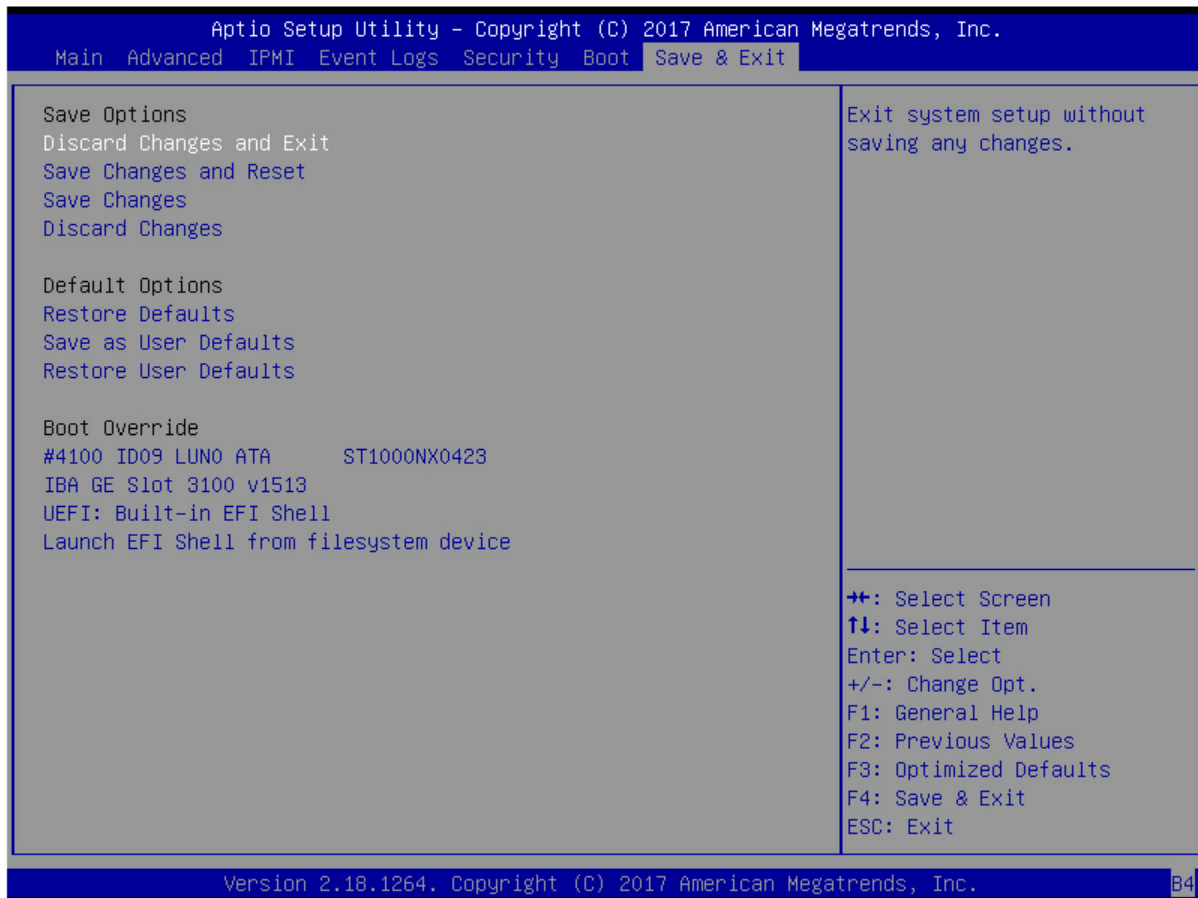 Aptio Setup Utility – Copyright (C) 2017 American Megatrends, Inc.
Main Advanced IPMI Event Logs Security Boot Save & Exit
Save Options
Discard Changes and Exit
Save Changes and Reset
Save Changes
Discard Changes
Default Options
Restore Defaults
Save as User Defaults
Restore User Defaults
Boot Override
#4100 ID09 LUN0 ATA ST1000NX0423
IBA GE Slot 3100 v1513
UEFI: Built-in EFI Shell
Launch EFI Shell from filesystem device
Exit system setup without
saving any changes.
→←: Select Screen
↑↓: Select Item
Enter: Select
+/-: Change Opt.
F1: General Help
F2: Previous Values
F3: Optimized Defaults
F4: Save & Exit
ESC: Exit
Version 2.18.1264. Copyright (C) 2017 American Megatrends, Inc.
B4